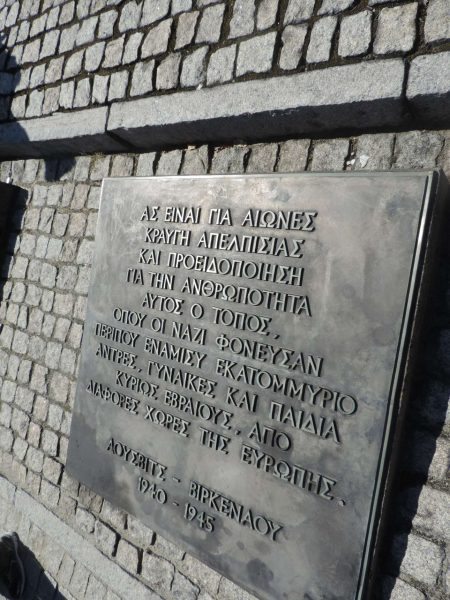 ΑΣ ΕΙΝΑΙ ΓΙΑ ΑΙΩΝΕΣ
ΚΡΑΥΓΗ ΑΠΕΛΠΙΣΙΑΣ
ΚΑΙ ΠΡΟΕΙΔΟΠΟΙΗΣΗ
ΓΙΑ ΤΗΝ ΑΝΘΡΩΠΟΤΗΤΑ
ΑΥΤΟΣ Ο ΤΟΠΟΣ,
ΟΠΟΥ ΟΙ ΝΑΖΙ ΦΟΝΕΥΣΑΝ
ΠΕΡΙΠΟΥ ΕΝΑΜΙΣΥ ΕΚΑΤΟΜΜΥΡΙΟ
ΑΝΤΡΕΣ, ΓΥΝΑΙΚΕΣ ΚΑΙ ΠΑΙΔΙΑ
ΚΥΡΙΩΣ ΕΒΡΑΙΟΥΣ, ΑΠΟ
ΔΙΑΦΟΡΕΣ ΧΩΡΕΣ ΤΗΣ ΕΥΡΩΠΗΣ.
ΑΟΥΣΒΙΤΣ - ΒΙΡΚΕΝΑΟΥ
1940 - 1945